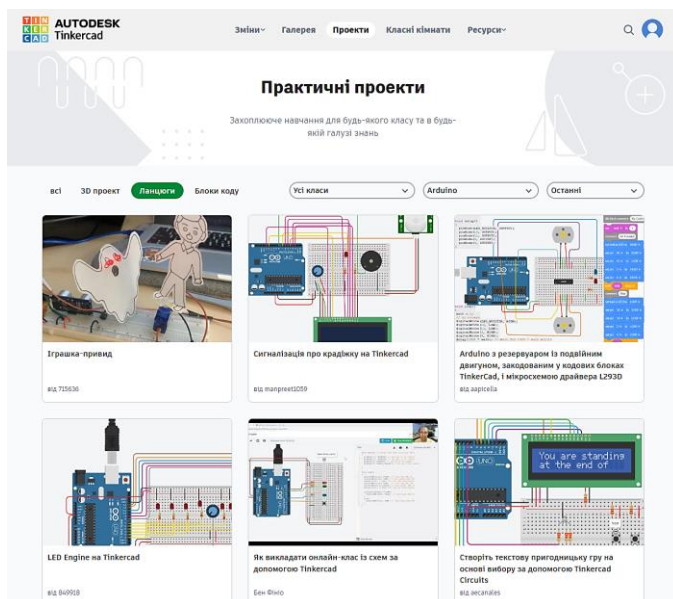 TIN
KER
CAD
AUTODESK
Tinkercad
Зміни
Галерея
Проекти
Класні кімнати
Ресурси
Практичні проекти
Захоплююче навчання для будь-якого класу та в будь-
якій галузі знань
всі
3D проект
Ланцюги
Блоки коду
Усі класи
Arduino
Останні
Іграшка-привид
від 715636
Сигналізація про крадіжку на Tinkercad
від manpreet1059
Arduino з резервуаром із подвійним
двигуном, закодованим у кодових блоках
TinkerCad, і мікросхемою драйвера L293D
від aapicella
You are standing
at the end of
LED Engine на Tinkercad
від 849918
Як викладати онлайн-клас із схем за
допомогою Tinkercad
Бен Фініо
Створіть текстову пригодницьку гру на
основі вибору за допомогою Tinkercad
Circuits
від aecanales